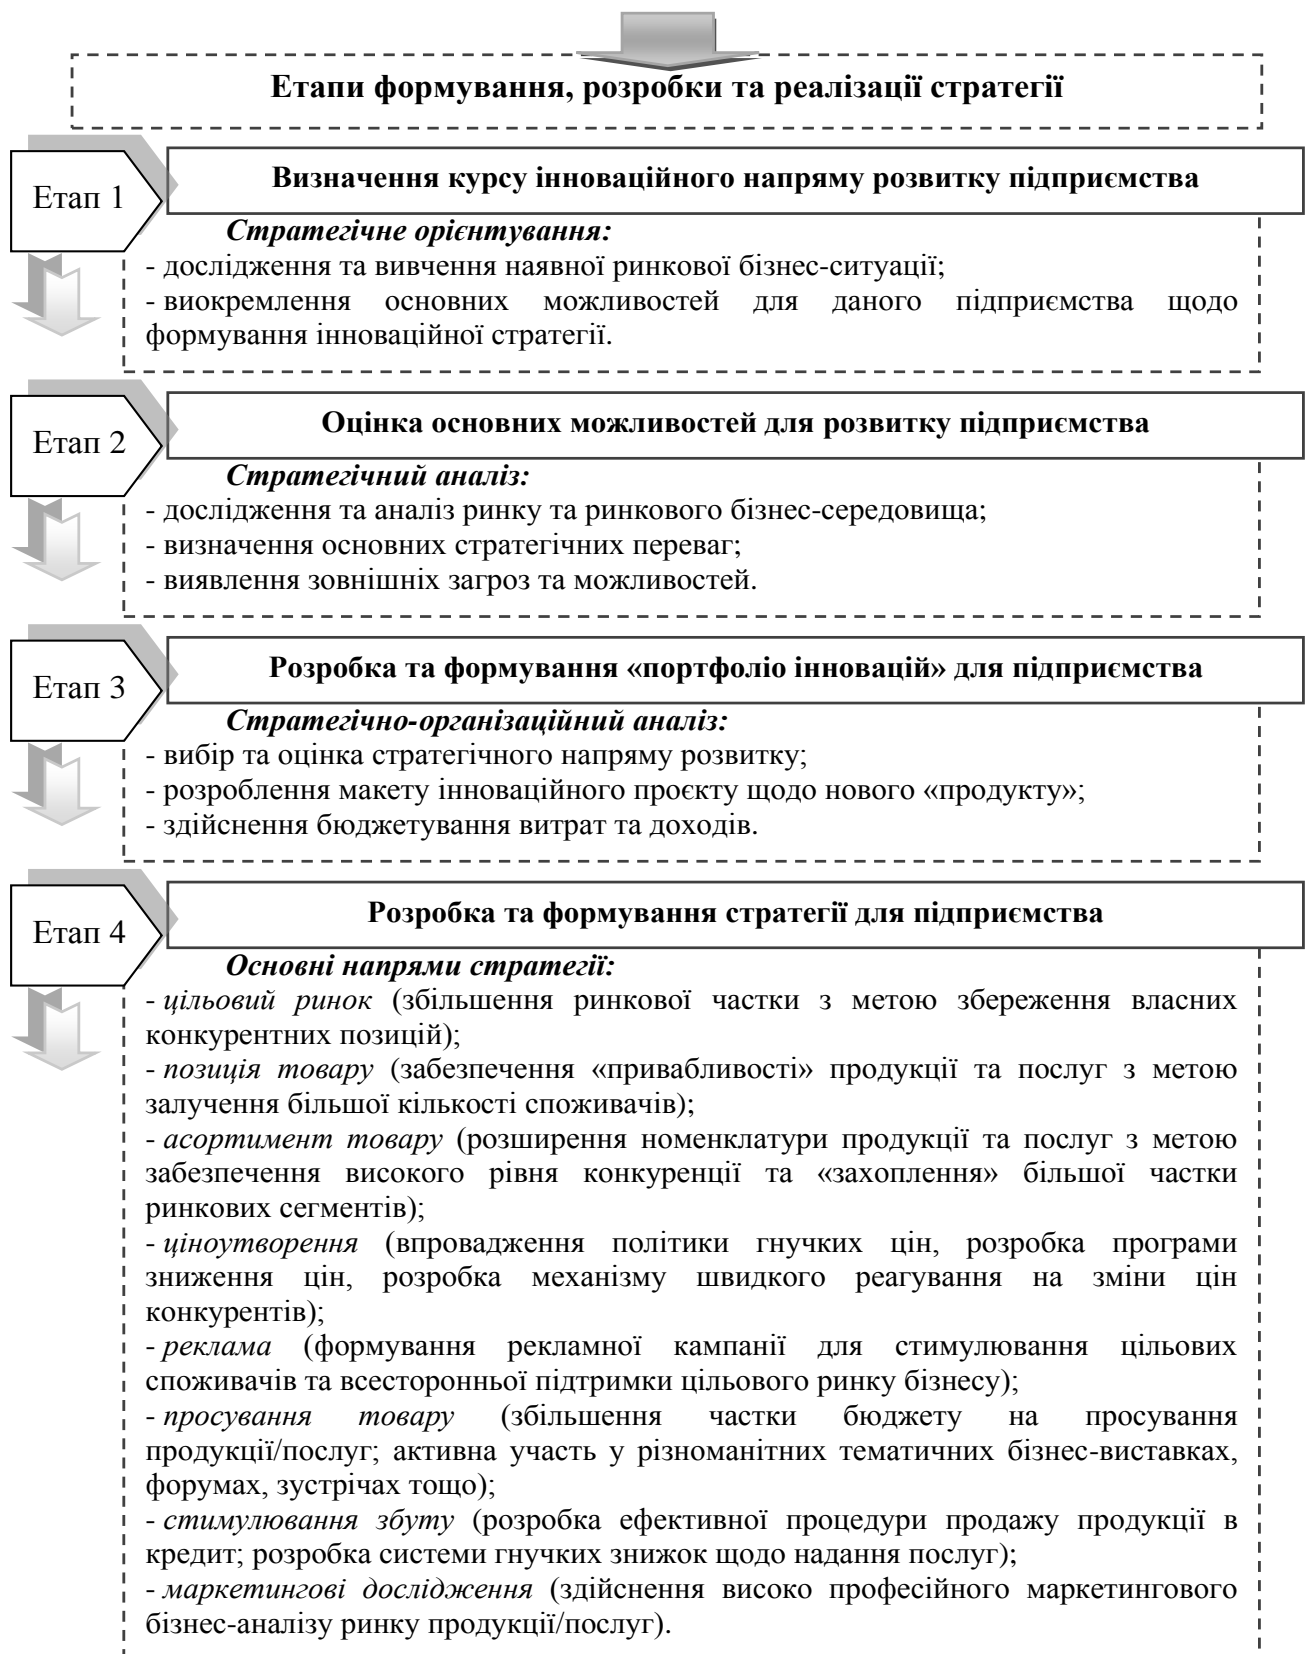 Етапи формування, розробки та реалізації стратегії
Етап 1
Визначення курсу інноваційного напряму розвитку підприємства
Стратегічне орієнтування:
- дослідження та вивчення наявної ринкової бізнес-ситуації;
- виокремлення основних можливостей для даного підприємства щодо
формування інноваційної стратегії.
Етап 2
Оцінка основних можливостей для розвитку підприємства
Стратегічний аналіз:
- дослідження та аналіз ринку та ринкового бізнес-середовища;
- визначення основних стратегічних переваг;
- виявлення зовнішніх загроз та можливостей.
Етап 3
Розробка та формування «портфоліо інновацій» для підприємства
Стратегічно-організаційний аналіз:
- вибір та оцінка стратегічного напряму розвитку;
- розроблення макету інноваційного проєкту щодо нового «продукту»;
- здійснення бюджетування витрат та доходів.
Етап 4
Розробка та формування стратегії для підприємства
Основні напрями стратегії:
- цільовий ринок (збільшення ринкової частки з метою збереження власних
конкурентних позицій);
- позиція товару (забезпечення «привабливості» продукції та послуг з метою
залучення більшої кількості споживачів);
- асортимент товару (розширення номенклатури продукції та послуг з метою
забезпечення високого рівня конкуренції та «захоплення» більшої частки
ринкових сегментів);
- ціноутворення (впровадження політики гнучких цін, розробка програми
зниження цін, розробка механізму швидкого реагування на зміни цін
конкурентів);
- реклама (формування рекламної кампанії для стимулювання цільових
споживачів та всесторонньої підтримки цільового ринку бізнесу);
- просування товару (збільшення частки бюджету на просування
продукції/послуг; активна участь у різноманітних тематичних бізнес-виставках,
форумах, зустрічах тощо);
- стимулювання збуту (розробка ефективної процедури продажу продукції в
кредит; розробка системи гнучких знижок щодо надання послуг);
- маркетингові дослідження (здійснення високо професійного маркетингового
бізнес-аналізу ринку продукції/послуг).